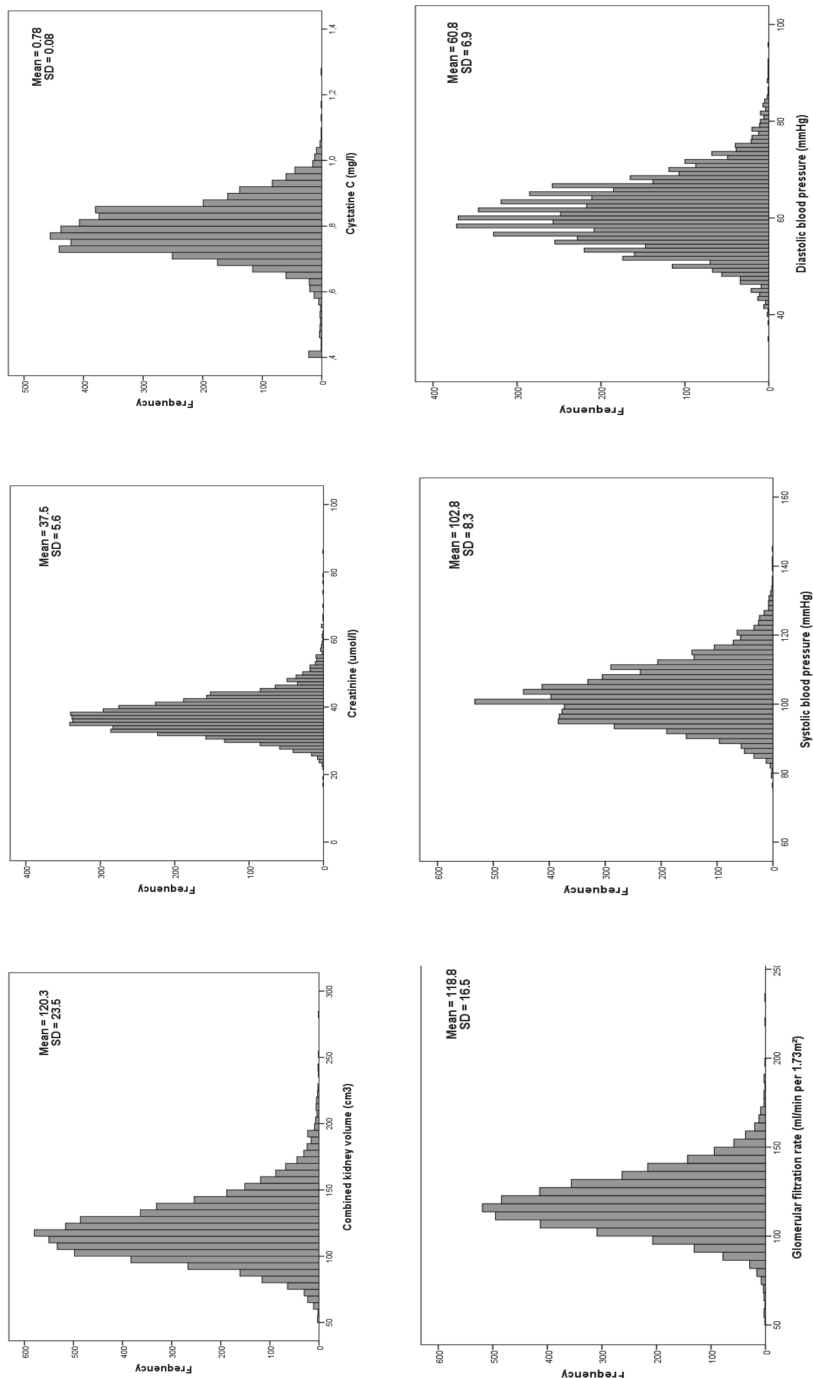 Mean = 120.3
SD = 23.5
600
500
400
300
200
100
0
Frequency
50 100 150 200 250 300
Combined kidney volume (cm3)
Mean = 37.5
SD = 5.6
400
300
200
100
0
Frequency
0 20 40 60 80 100
Creatinine (umol/l)
Mean = 0.78
SD = 0.08
500
400
300
200
100
0
Frequency
,4 ,6 ,8 1,0 1,2 1,4
Cystatine C (mg/l)
Mean = 118.8
SD = 16.5
600
500
400
300
200
100
0
Frequency
50 100 150 200 250
Glomerular filtration rate (ml/min per 1.73m²)
Mean = 102.8
SD = 8.3
600
500
400
300
200
100
0
Frequency
60 80 100 120 140 160
Systolic blood pressure (mmHg)
Mean = 60.8
SD = 6.9
400
300
200
100
0
Frequency
40 60 80 100
Diastolic blood pressure (mmHg)